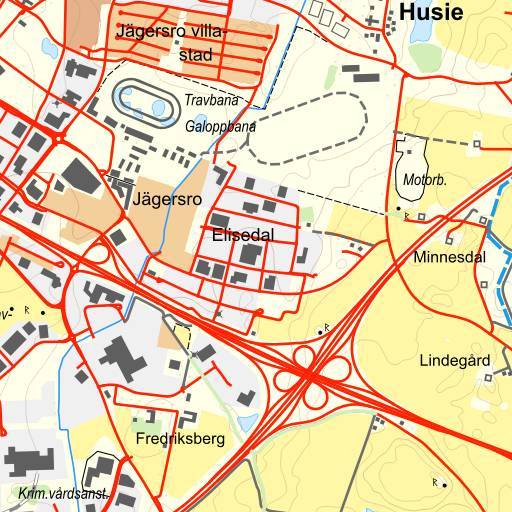 Husie
Jägersro villa-
stad
Travbana
Galoppbana
Motorb.
Jägersro
R
Elisedal
Minnesdal
v-
R
R
Lindegård
Fredriksberg
R
Krim.vårdsanst.